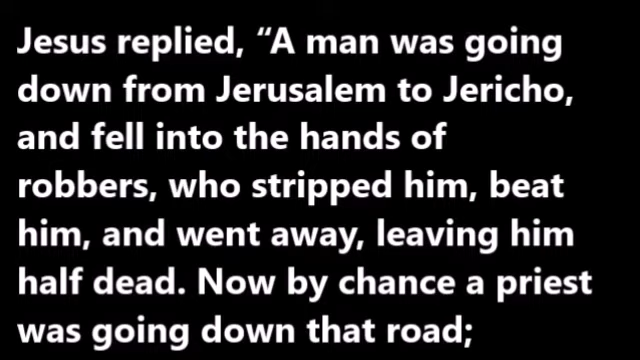 Jesus replied, “A man was going
down from Jerusalem to Jericho,
and fell into the hands of
robbers, who stripped him, beat
him, and went away, leaving him
half dead. Now by chance a priest
was going down that road;